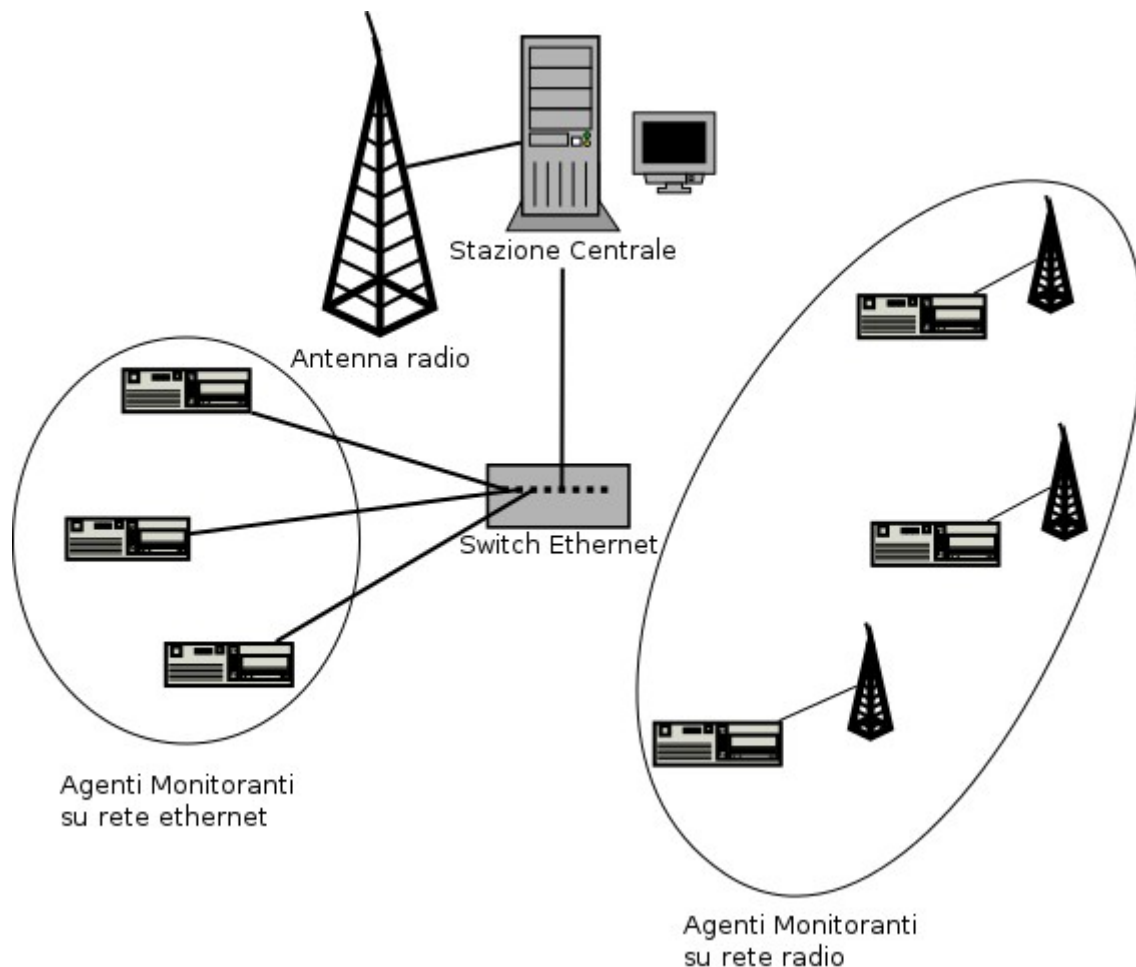 Stazione Centrale
Antenna radio
Switch Ethernet
Agenti Monitoranti
su rete ethernet
Agenti Monitoranti
su rete radio